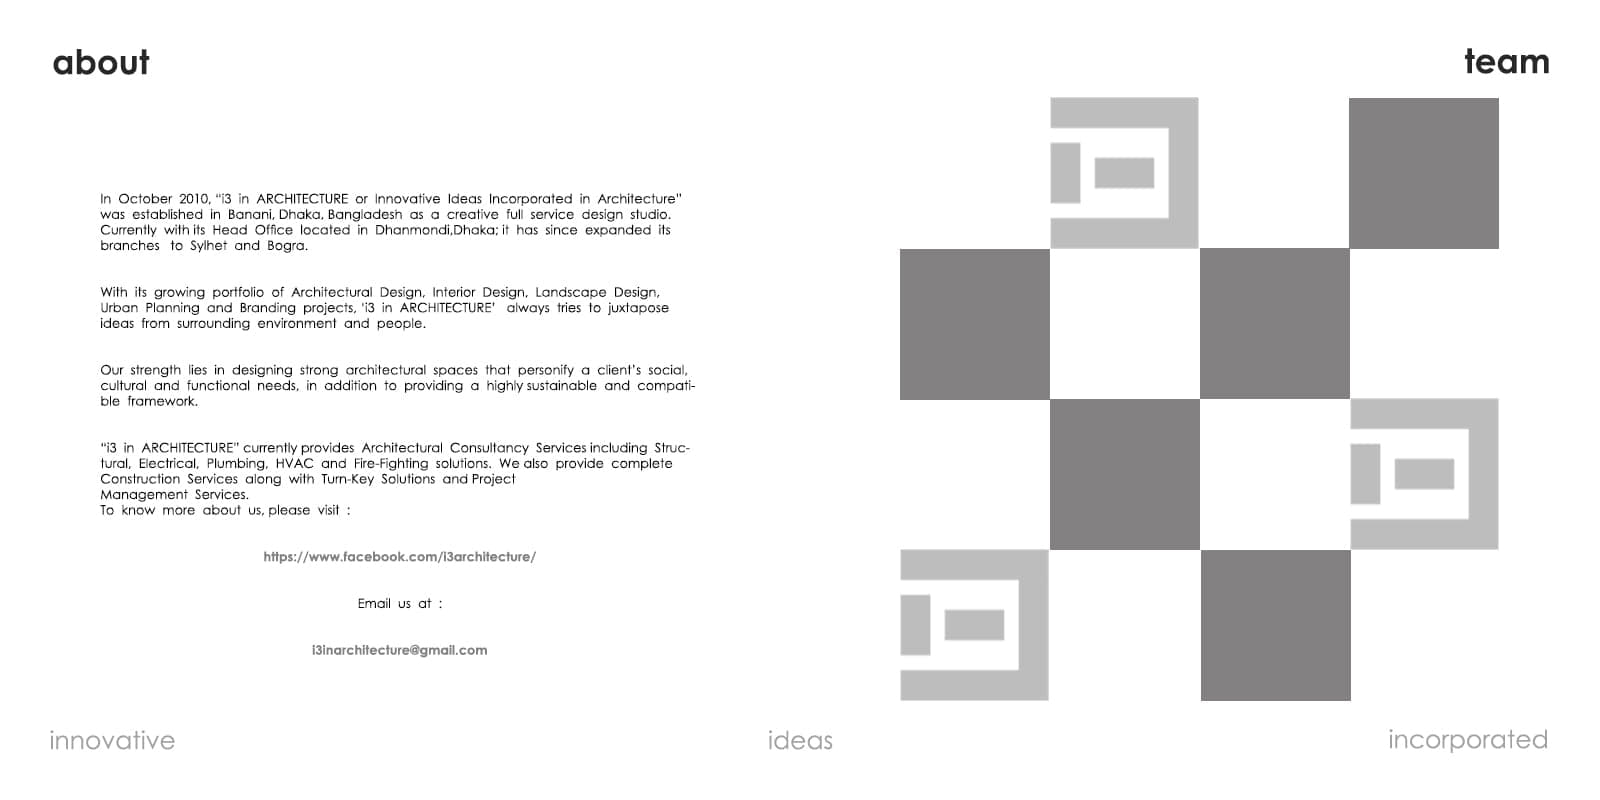 about
team
In October 2010, “i3 in ARCHITECTURE or Innovative Ideas Incorporated in Architecture”
was established in Banani, Dhaka, Bangladesh as a creative full service design studio.
Currently with its Head Office located in Dhanmondi,Dhaka; it has since expanded its
branches to Sylhet and Bogra.
With its growing portfolio of Architectural Design, Interior Design, Landscape Design,
Urban Planning and Branding projects, ‘i3 in ARCHITECTURE’ always tries to juxtapose
ideas from surrounding environment and people.
Our strength lies in designing strong architectural spaces that personify a client’s social,
cultural and functional needs, in addition to providing a highly sustainable and compati-
ble framework.
“i3 in ARCHITECTURE” currently provides Architectural Consultancy Services including Struc-
tural, Electrical, Plumbing, HVAC and Fire-Fighting solutions. We also provide complete
Construction Services along with Turn-Key Solutions and Project
Management Services.
To know more about us, please visit :
https://www.facebook.com/i3architecture/
Email us at :
i3inarchitecture@gmail.com
innovative
ideas
incorporated